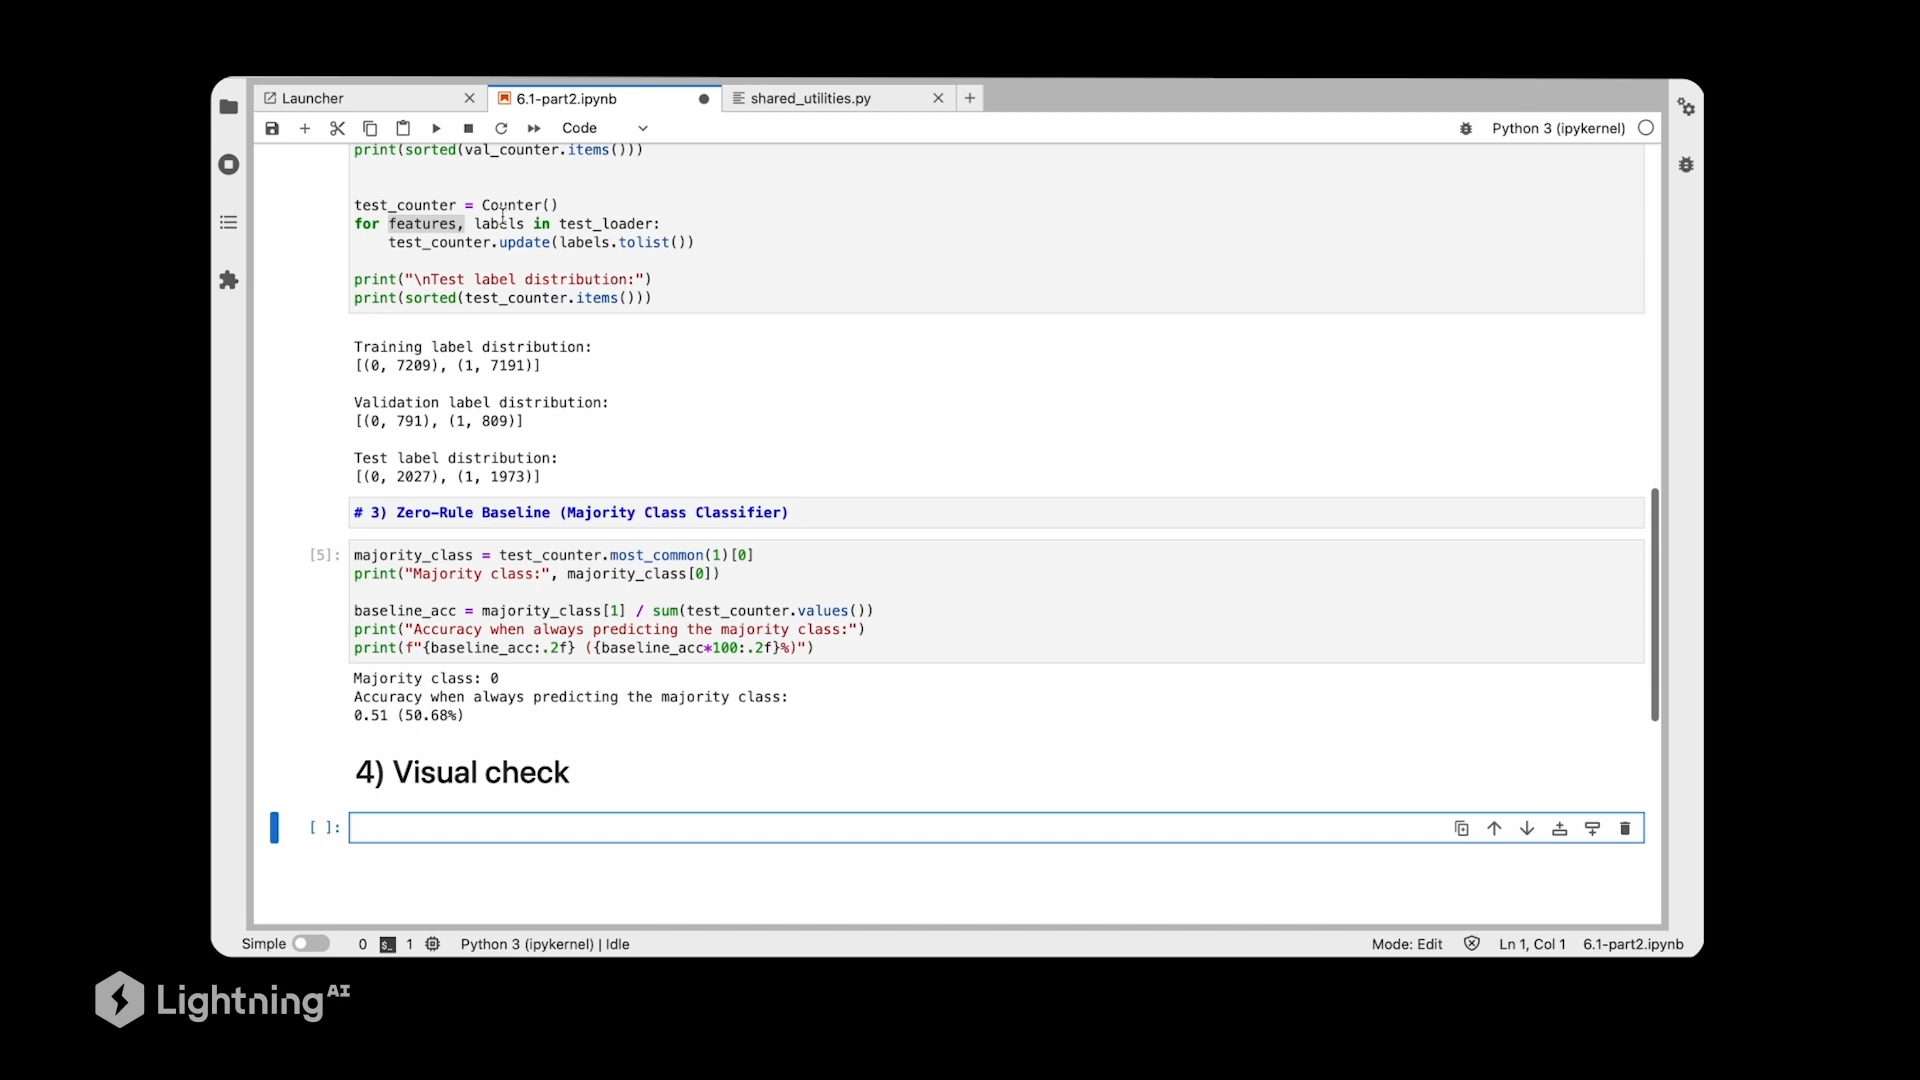 Launcher
6.1-part2.ipynb
shared_utilities.py
Code
Python 3 (ipykernel)
print(sorted(val_counter.items()))
test_counter = Counter()
for features, labels in test_loader:
    test_counter.update(labels.tolist())
print("\nTest label distribution:")
print(sorted(test_counter.items()))
Training label distribution:
[(0, 7209), (1, 7191)]
Validation label distribution:
[(0, 791), (1, 809)]
Test label distribution:
[(0, 2027), (1, 1973)]
# 3) Zero-Rule Baseline (Majority Class Classifier)
[5]:
majority_class = test_counter.most_common(1)[0]
print("Majority class:", majority_class[0])
baseline_acc = majority_class[1] / sum(test_counter.values())
print("Accuracy when always predicting the majority class:")
print(f"{baseline_acc:.2f} ({baseline_acc*100:.2f}%)")
Majority class: 0
Accuracy when always predicting the majority class:
0.51 (50.68%)
4) Visual check
[ ]:
Simple 0 $_ 1 Python 3 (ipykernel) | Idle Mode: Edit Ln 1, Col 1 6.1-part2.ipynb
Lightning AI